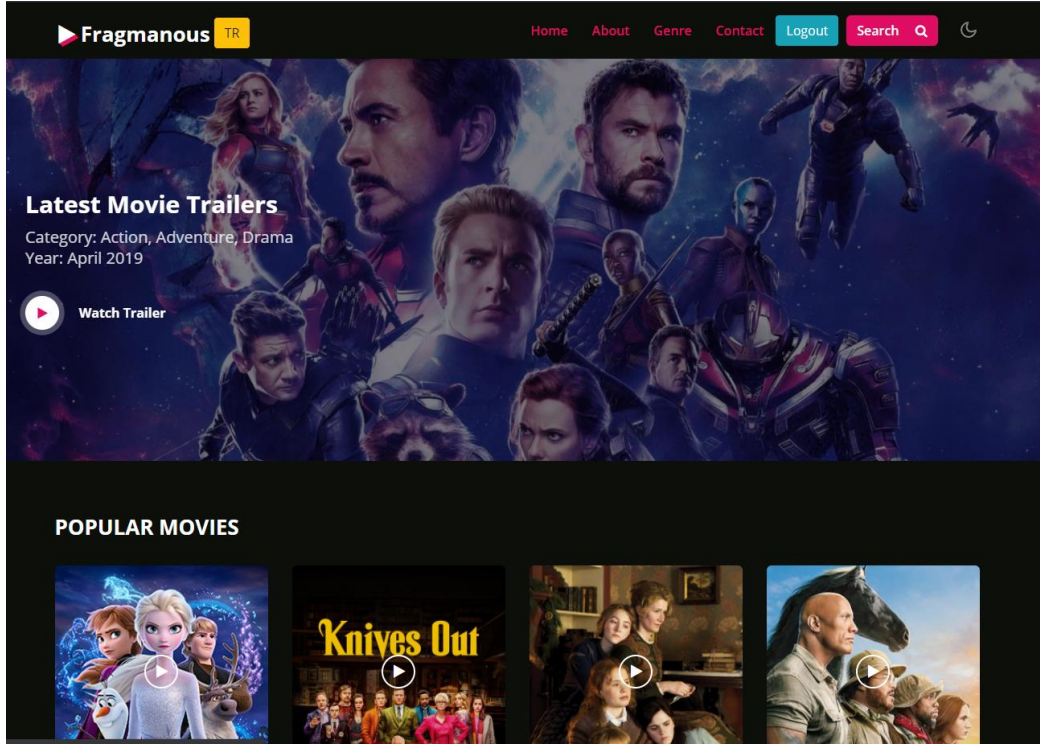 Fragmanous TR Home About Genre Contact Logout Search
Latest Movie Trailers
Category: Action, Adventure, Drama
Year: April 2019
Watch Trailer
POPULAR MOVIES
Knives Out